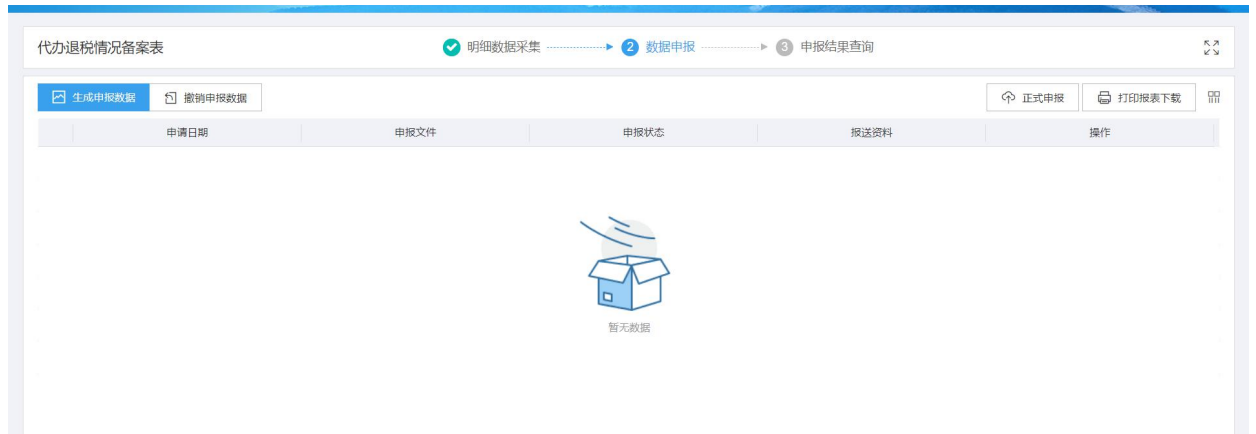 代办退税情况备案表 明细数据采集 2 数据申报 3 申报结果查询
生成申报数据 撤销申报数据 正式申报 打印报表下载
申请日期 申报文件 申报状态 报送资料 操作
暂无数据